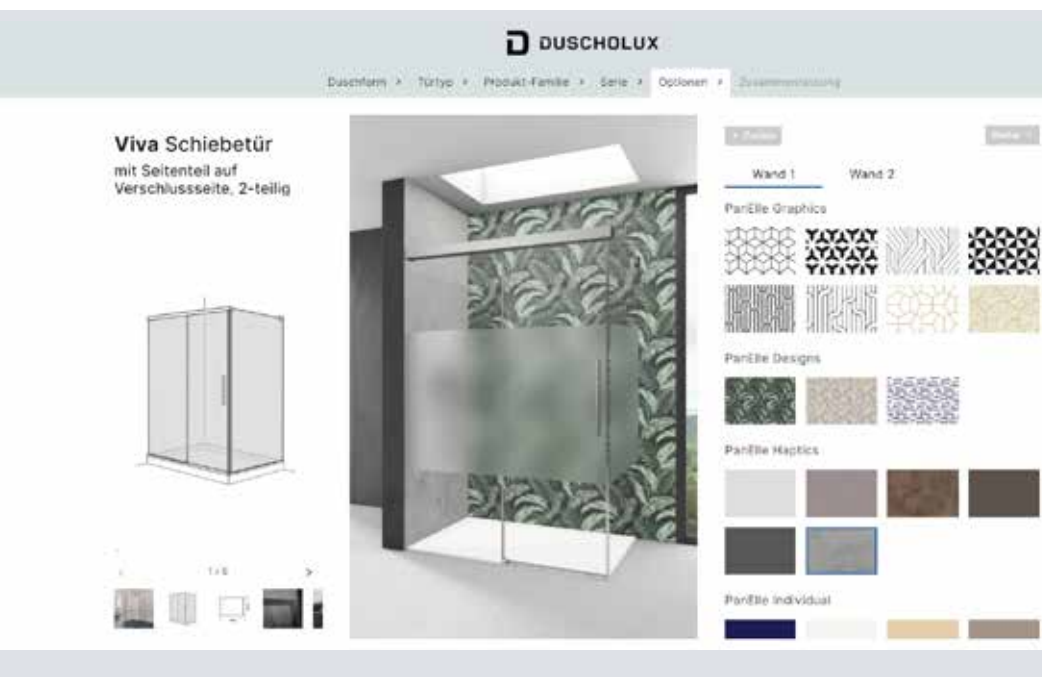 DUSCHOLUX
Duschform > Türtyp > Produkt-Familie > Serie > Optionen > Zusammenfassung
Viva Schiebetür
mit Seitenteil auf
Verschlussseite, 2-teilig
Wand 1 Wand 2
PanElle Graphics
PanElle Designs
PanElle Haptics
PanElle Individual